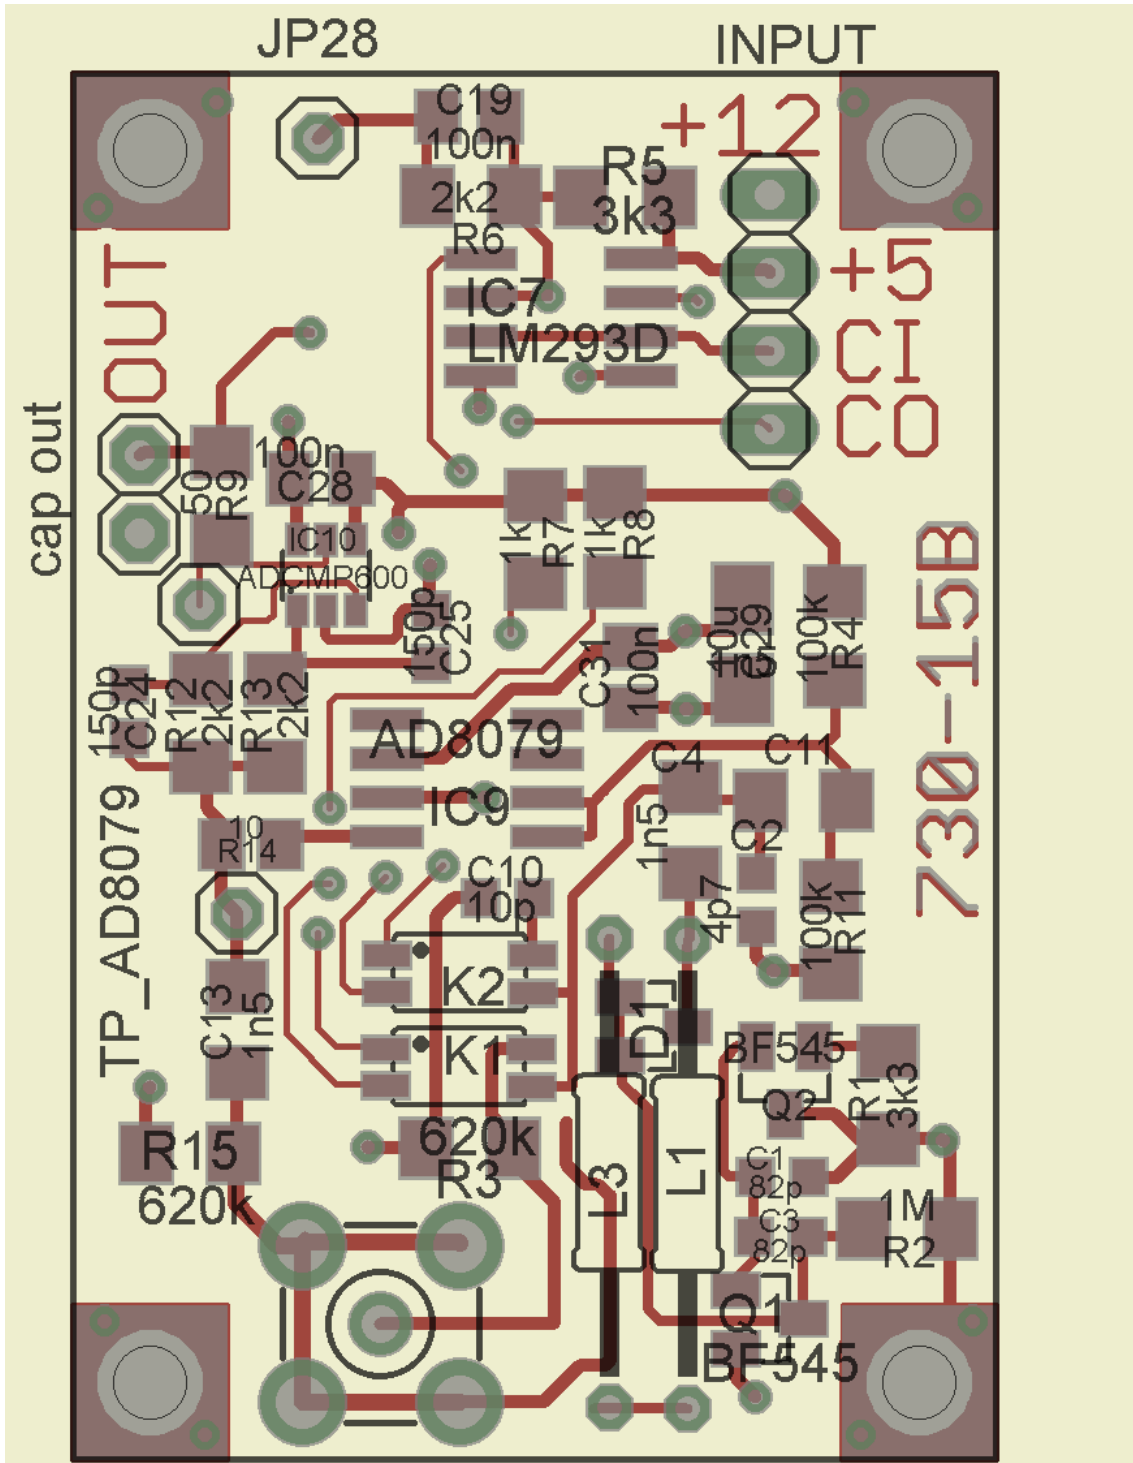 JP28
INPUT
C19
100n
+12
R5
2k2
3k3
R6
+5
OUT
IC7
LM293D
CI
CO
cap out
100n
C28
50
R9
1k
R7
1k
R8
IC10
ADCMP600
730-15B
150p
C25
C31
100n
10u
C29
100k
R4
150p
C24
R12
2k2
R13
2k2
AD8079
IC9
C4
C11
1n5
C2
10
R14
TP_AD8079
C10
10p
4p7
100k
R11
K2
C13
1n5
K1
D1
BF545
Q2
R1
3k3
R15
620k
620k
R3
L3
L1
C1
82p
C3
82p
1M
R2
Q1
BF545